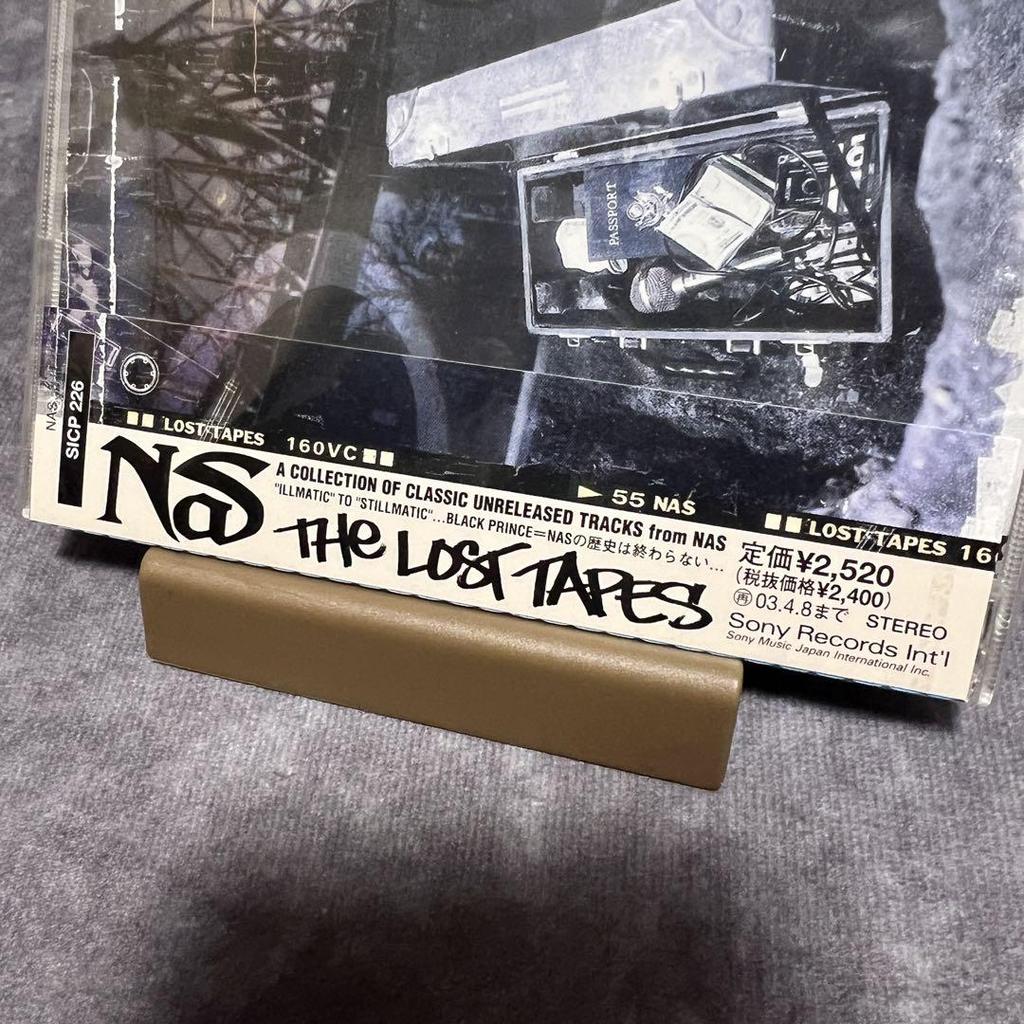 PASSPORT
SICP 226
NAS
LOST TAPES 160VC
55 NAS
LOST TAPES 16
NaS
A COLLECTION OF CLASSIC UNRELEASED TRACKS from NAS
"ILLMATIC" TO "STILLMATIC"...BLACK PRINCE=NASの歴史は終わらない...
THE LOST TAPES
定価¥2,520
(税抜価格¥2,400)
再03.4.8まで STEREO
Sony Records Int'l
Sony Music Japan International Inc.